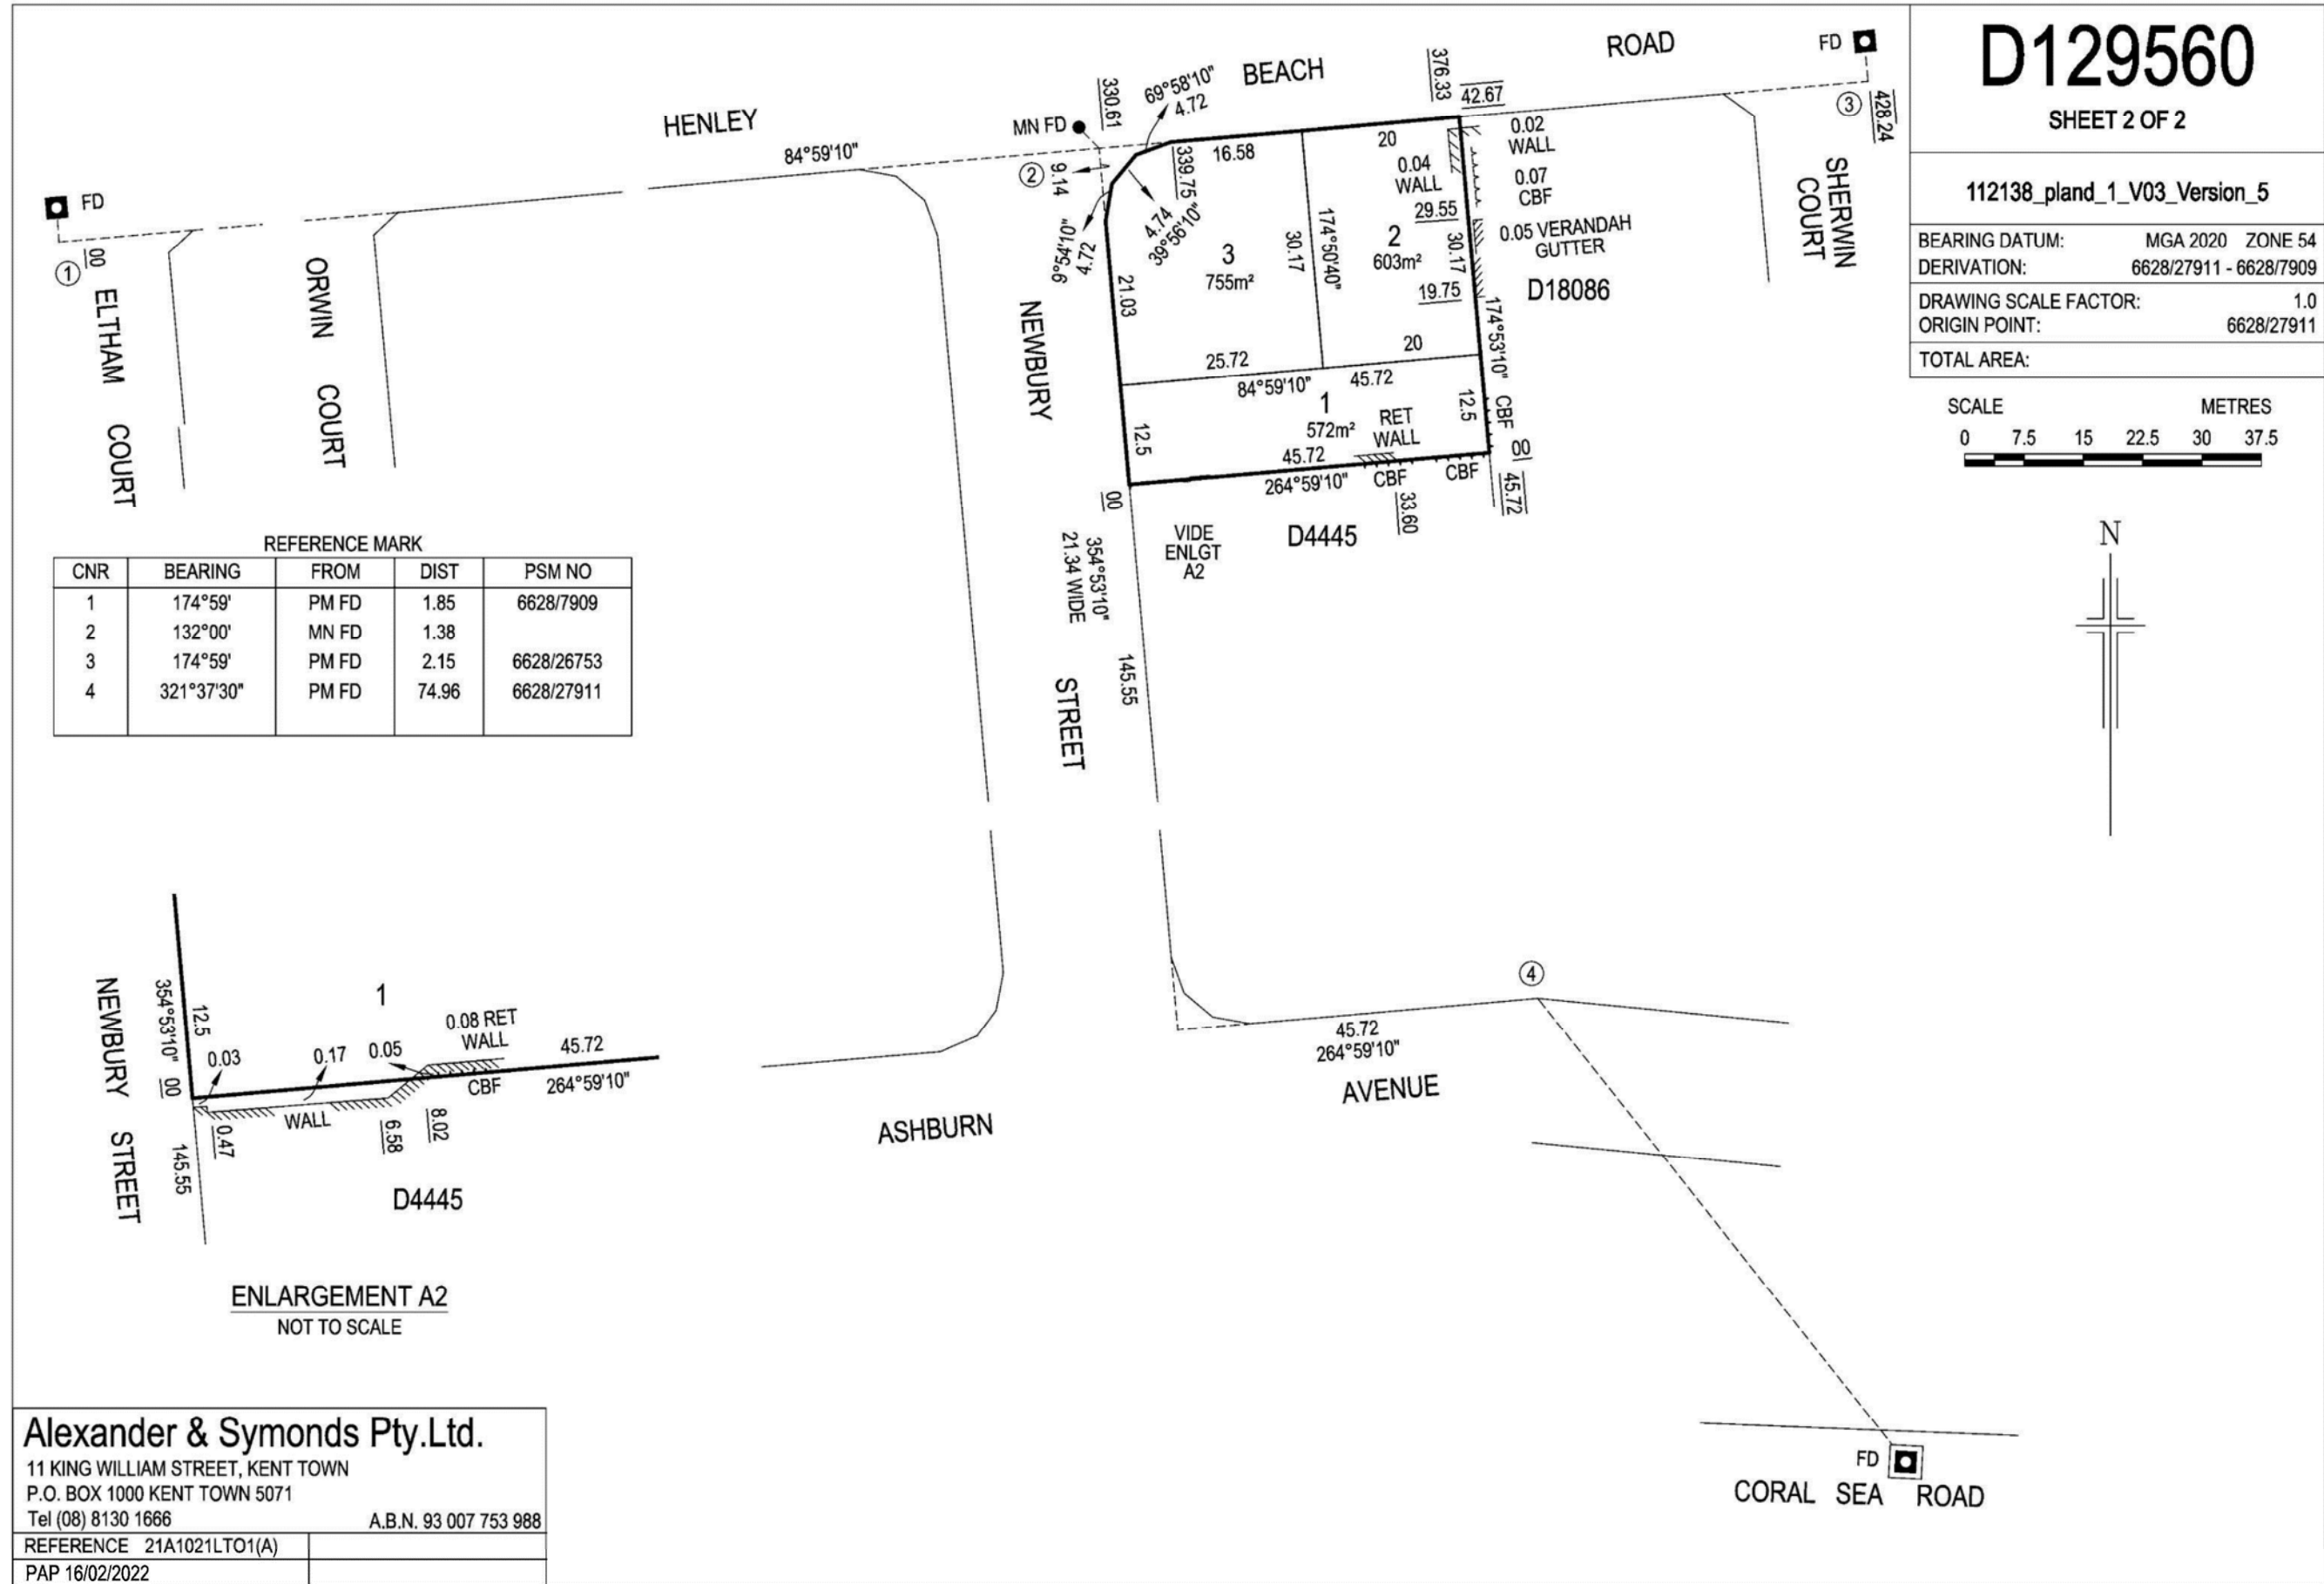 D129560
SHEET 2 OF 2
112138_pland_1_V03_Version_5
BEARING DATUM: MGA 2020 ZONE 54
DERIVATION: 6628/27911 - 6628/7909
DRAWING SCALE FACTOR: 1.0
ORIGIN POINT: 6628/27911
TOTAL AREA:
SCALE METRES
0 7.5 15 22.5 30 37.5
N
HENLEY
BEACH
ROAD
84°59'10"
FD
1
00
ELTHAM
COURT
ORWIN
COURT
MN FD
330.61
69°58'10"
4.72
2
9.14
9°54'10"
4.72
4.74
39°56'10"
339.75
16.58
20
376.33
42.67
FD
3
428.24
SHERWIN
COURT
0.02
WALL
0.04
WALL
0.07
CBF
29.55
0.05 VERANDAH
GUTTER
D18086
3
755m²
30.17
174°50'40"
2
603m²
30.17
19.75
174°53'10"
21.03
25.72
20
84°59'10"
45.72
1
572m²
RET
WALL
12.5
12.5
CBF
45.72
264°59'10"
CBF
CBF
00
45.72
33.60
00
VIDE
ENLGT
A2
D4445
NEWBURY
STREET
354°53'10"
21.34 WIDE
145.55
REFERENCE MARK
CNR BEARING FROM DIST PSM NO
1 174°59' PM FD 1.85 6628/7909
2 132°00' MN FD 1.38
3 174°59' PM FD 2.15 6628/26753
4 321°37'30" PM FD 74.96 6628/27911
4
45.72
264°59'10"
ASHBURN
AVENUE
FD
CORAL SEA ROAD
NEWBURY
STREET
354°53'10"
12.5
1
0.03
0.17
0.05
0.08 RET
WALL
45.72
CBF
264°59'10"
00
WALL
0.47
6.58
8.02
145.55
D4445
ENLARGEMENT A2
NOT TO SCALE
Alexander & Symonds Pty.Ltd.
11 KING WILLIAM STREET, KENT TOWN
P.O. BOX 1000 KENT TOWN 5071
Tel (08) 8130 1666 A.B.N. 93 007 753 988
REFERENCE 21A1021LTO1(A)
PAP 16/02/2022